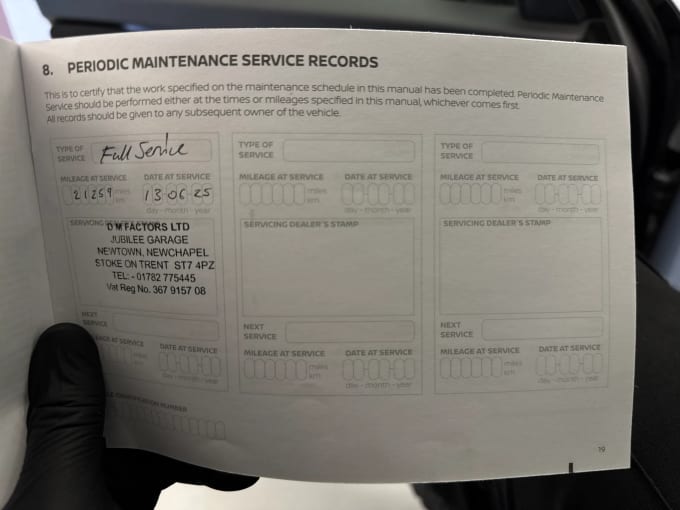 8. PERIODIC MAINTENANCE SERVICE RECORDS
This is to certify that the work specified on the maintenance schedule in this manual has been completed. Periodic Maintenance
Service should be performed either at the times or mileages specified in this manual, whichever comes first.
All records should be given to any subsequent owner of the vehicle.
TYPE OF SERVICE Full Service
MILEAGE AT SERVICE DATE AT SERVICE
21259 miles km 13 06 25
day - month - year
SERVICING DEALER'S STAMP
D M FACTORS LTD
JUBILEE GARAGE
NEWTOWN, NEWCHAPEL
STOKE ON TRENT ST7 4PZ
TEL: - 01782 775445
Vat Reg No. 367 9157 08
NEXT SERVICE
MILEAGE AT SERVICE DATE AT SERVICE
miles km
day - month - year
IDENTIFICATION NUMBER
TYPE OF SERVICE
MILEAGE AT SERVICE DATE AT SERVICE
miles km
day - month - year
SERVICING DEALER'S STAMP
NEXT SERVICE
MILEAGE AT SERVICE DATE AT SERVICE
miles km
day - month - year
TYPE OF SERVICE
MILEAGE AT SERVICE DATE AT SERVICE
miles km
day - month - year
SERVICING DEALER'S STAMP
NEXT SERVICE
MILEAGE AT SERVICE DATE AT SERVICE
miles km
day - month - year
19